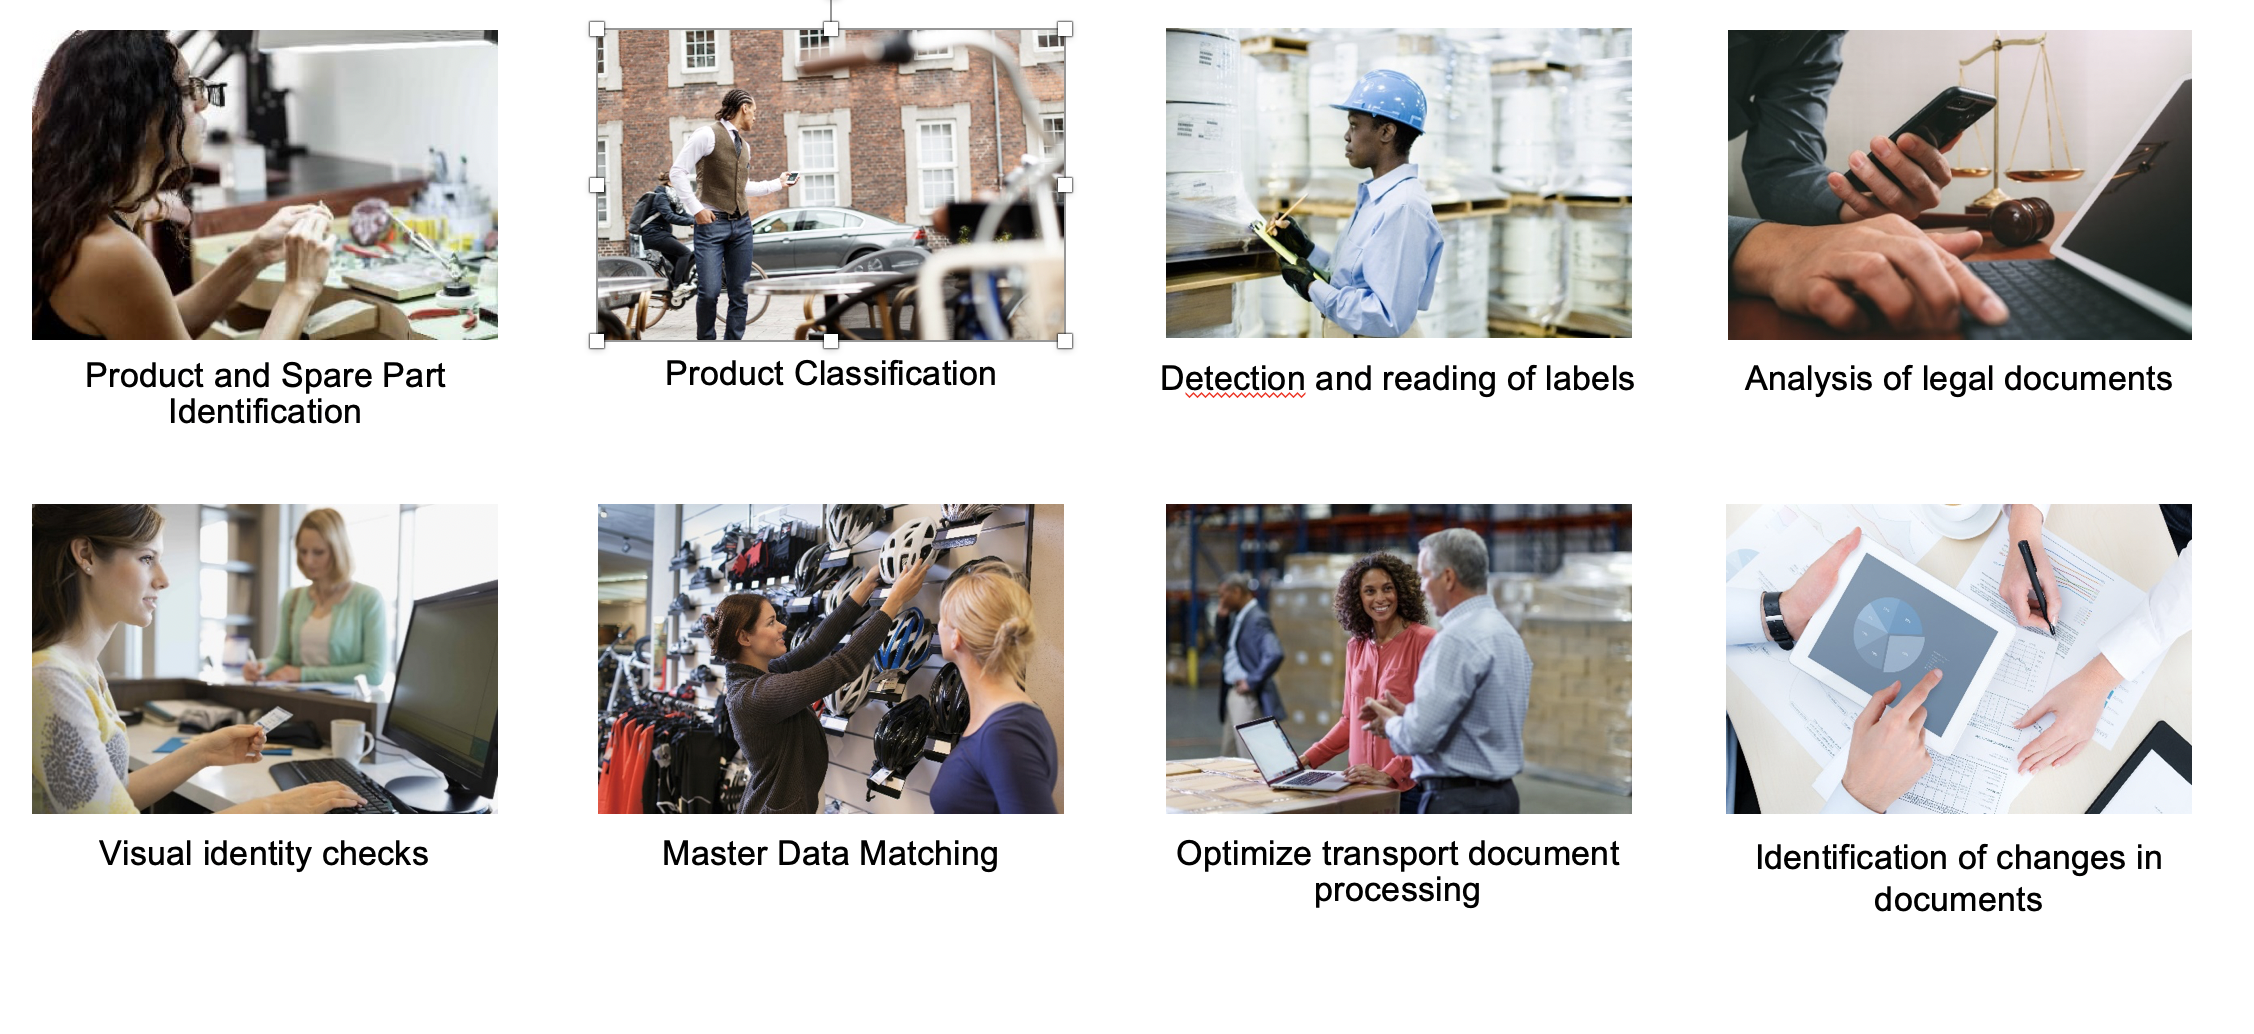 Product and Spare Part
Identification
Product Classification
Detection and reading of labels
Analysis of legal documents
Visual identity checks
Master Data Matching
Optimize transport document
processing
Identification of changes in
documents